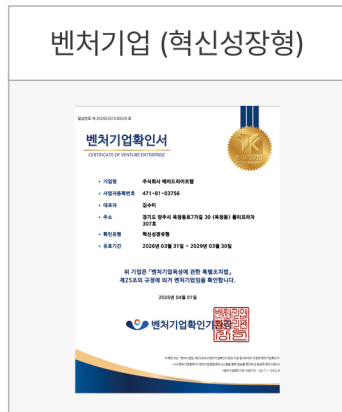 벤처기업 (혁신성장형)
벤처기업확인서
CERTIFICATE OF VENTURE ENTERPRISE
기업명 주식회사 에이드라이프랩
사업자등록번호 471-81-03756
대표자 김수미
주소 경기도 양주시 옥정동로7가길 30 (옥정동) 폴리프라자
307호
확인유형 혁신성장유형
유효기간 2026년 03월 31일 ~ 2029년 03월 30일
위 기업은 「벤처기업육성에 관한 특별조치법」
제25조의 규정에 의거 벤처기업임을 확인합니다.
2026년 04월 01일
벤처기업확인기관장